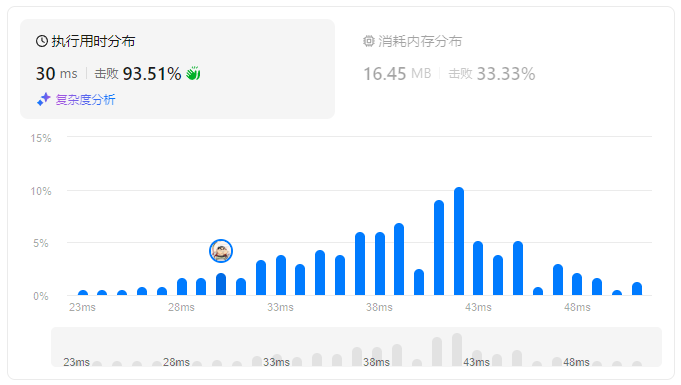 执行用时分布
消耗内存分布
30 ms | 击败 93.51%
16.45 MB | 击败 33.33%
复杂度分析
15%
10%
5%
0%
23ms 28ms 33ms 38ms 43ms 48ms
23ms 28ms 33ms 38ms 43ms 48ms